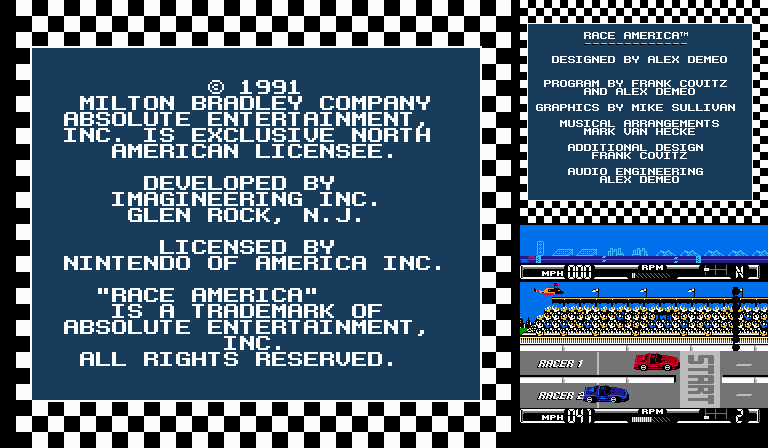 © 1991
MILTON BRADLEY COMPANY
ABSOLUTE ENTERTAINMENT,
INC. IS EXCLUSIVE NORTH
AMERICAN LICENSEE.
DEVELOPED BY
IMAGINEERING INC.
GLEN ROCK, N.J.
LICENSED BY
NINTENDO OF AMERICA INC.
"RACE AMERICA"
IS A TRADEMARK OF
ABSOLUTE ENTERTAINMENT,
INC.
ALL RIGHTS RESERVED.
RACE AMERICA™
DESIGNED BY ALEX DEMEO
PROGRAM BY FRANK COVITZ
AND ALEX DEMEO
GRAPHICS BY MIKE SULLIVAN
MUSICAL ARRANGEMENTS
MARK VAN HECKE
ADDITIONAL DESIGN
FRANK COVITZ
AUDIO ENGINEERING
ALEX DEMEO
MPH 000 RPM N
RACER 1
START
RACER 2
MPH 041 RPM 2